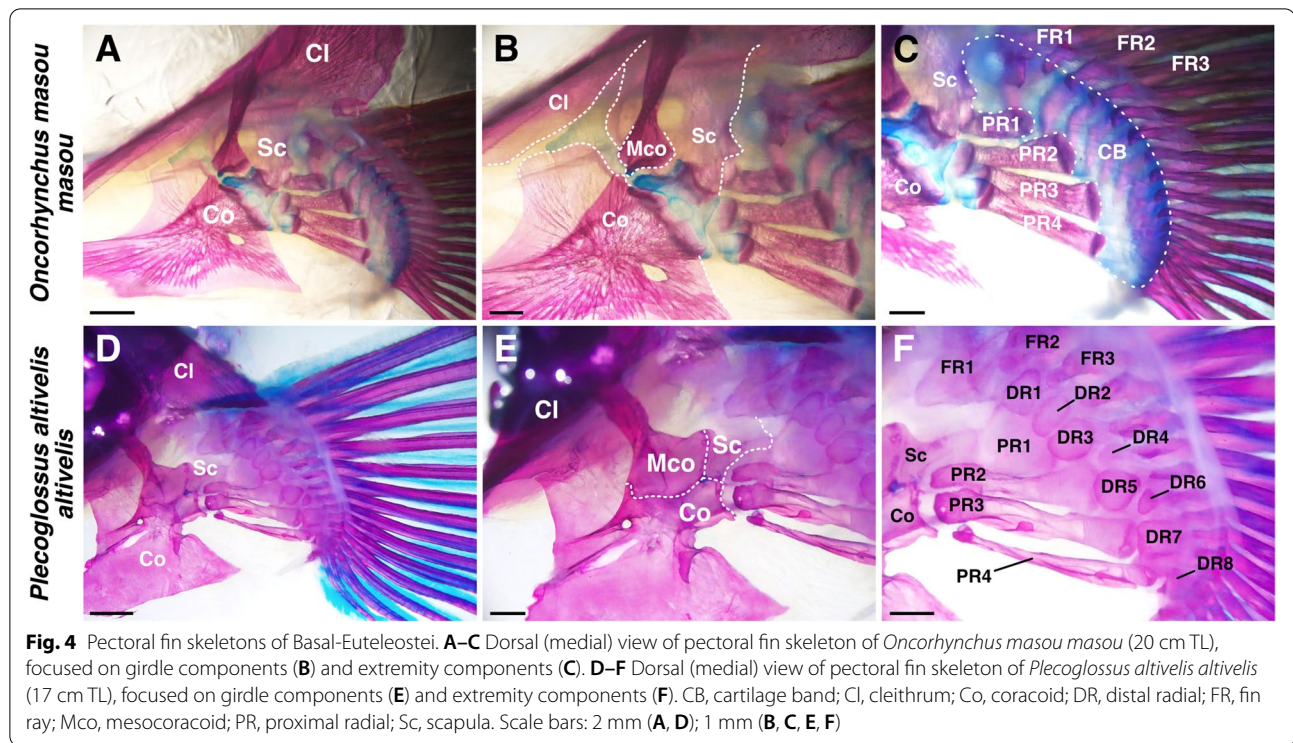 Oncorhynchus masou
masou
A
Cl
Sc
Co
B
Cl
Mco
Sc
Co
C
FR1
FR2
FR3
Sc
PR1
PR2
CB
PR3
Co
PR4
Plecoglossus altivelis
altivelis
D
Cl
Sc
Co
E
Cl
Sc
Mco
Co
F
FR2
FR1
FR3
DR1
DR2
PR1
DR3
DR4
Sc
PR2
DR5
DR6
PR3
Co
DR7
DR8
PR4
Fig. 4 Pectoral fin skeletons of Basal-Euteleostei. A–C Dorsal (medial) view of pectoral fin skeleton of Oncorhynchus masou masou (20 cm TL),
focused on girdle components (B) and extremity components (C). D–F Dorsal (medial) view of pectoral fin skeleton of Plecoglossus altivelis altivelis
(17 cm TL), focused on girdle components (E) and extremity components (F). CB, cartilage band; Cl, cleithrum; Co, coracoid; DR, distal radial; FR, fin
ray; Mco, mesocoracoid; PR, proximal radial; Sc, scapula. Scale bars: 2 mm (A, D); 1 mm (B, C, E, F)